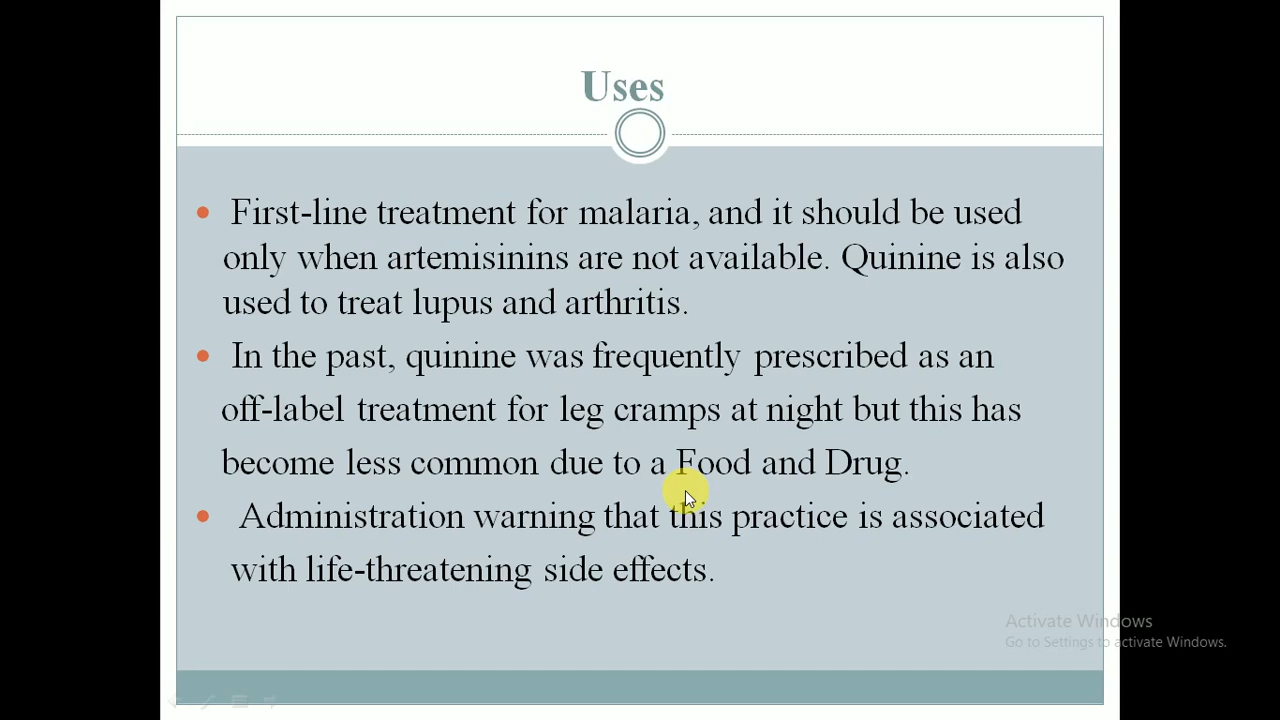 Uses
First-line treatment for malaria, and it should be used
only when artemisinins are not available. Quinine is also
used to treat lupus and arthritis.
In the past, quinine was frequently prescribed as an
off-label treatment for leg cramps at night but this has
become less common due to a Food and Drug.
Administration warning that this practice is associated
with life-threatening side effects.
Activate Windows
Go to Settings to activate Windows.